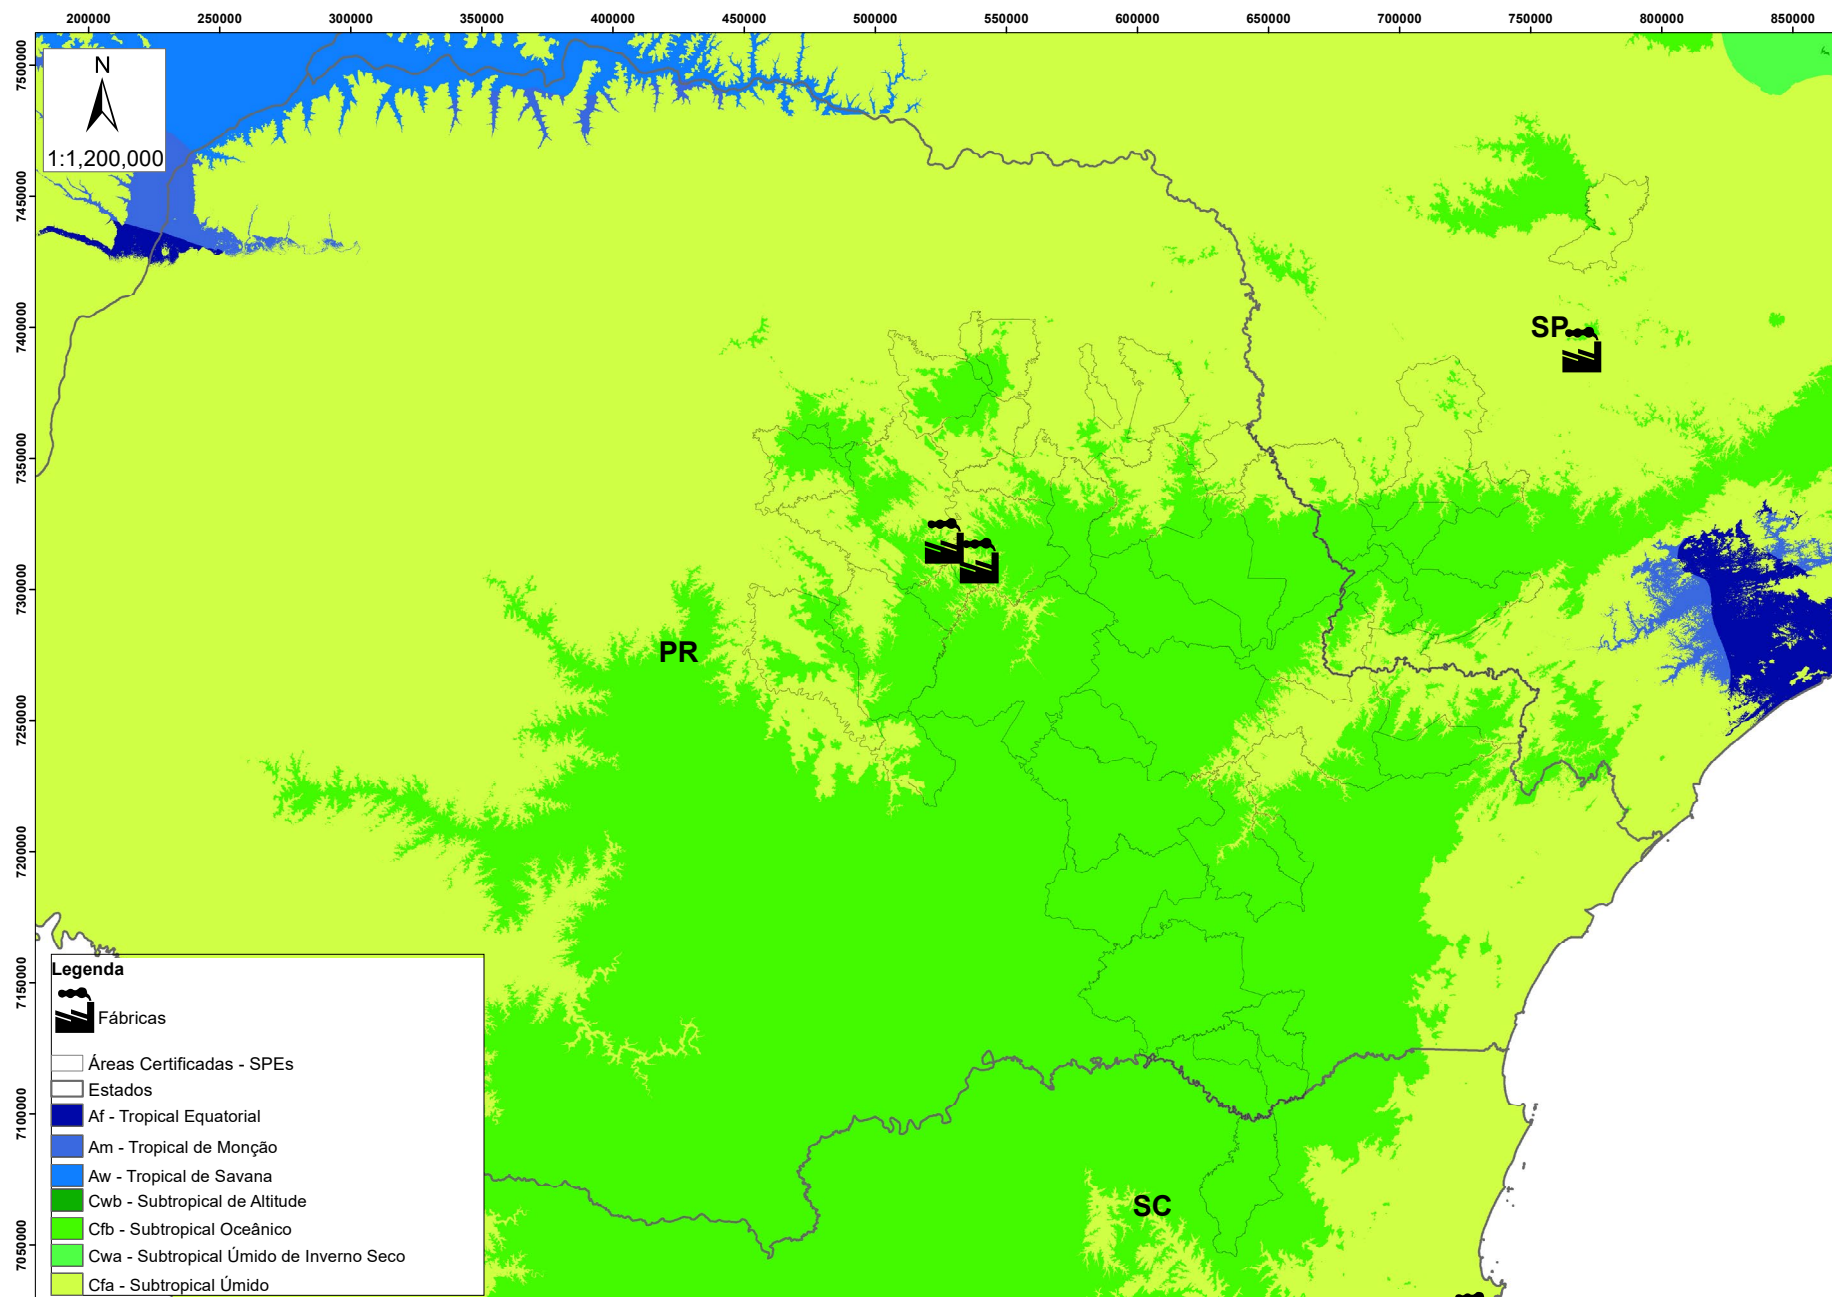 200000 250000 300000 350000 400000 450000 500000 550000 600000 650000 700000 750000 800000 850000
7500000
7450000
7400000
7350000
7300000
7250000
7200000
7150000
7100000
7050000
N
1:1,200,000
SP
PR
SC
Legenda
Fábricas
Áreas Certificadas - SPEs
Estados
Af - Tropical Equatorial
Am - Tropical de Monção
Aw - Tropical de Savana
Cwb - Subtropical de Altitude
Cfb - Subtropical Oceânico
Cwa - Subtropical Úmido de Inverno Seco
Cfa - Subtropical Úmido